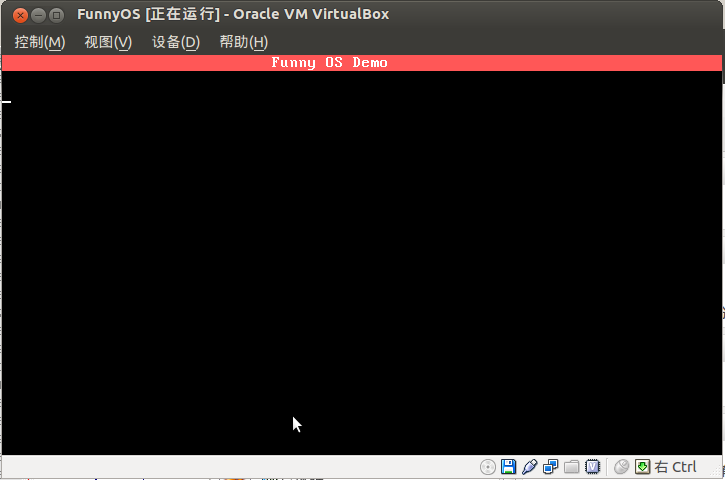 FunnyOS [正在运行] - Oracle VM VirtualBox
控制(M) 视图(V) 设备(D) 帮助(H)
Funny OS Demo
右 Ctrl